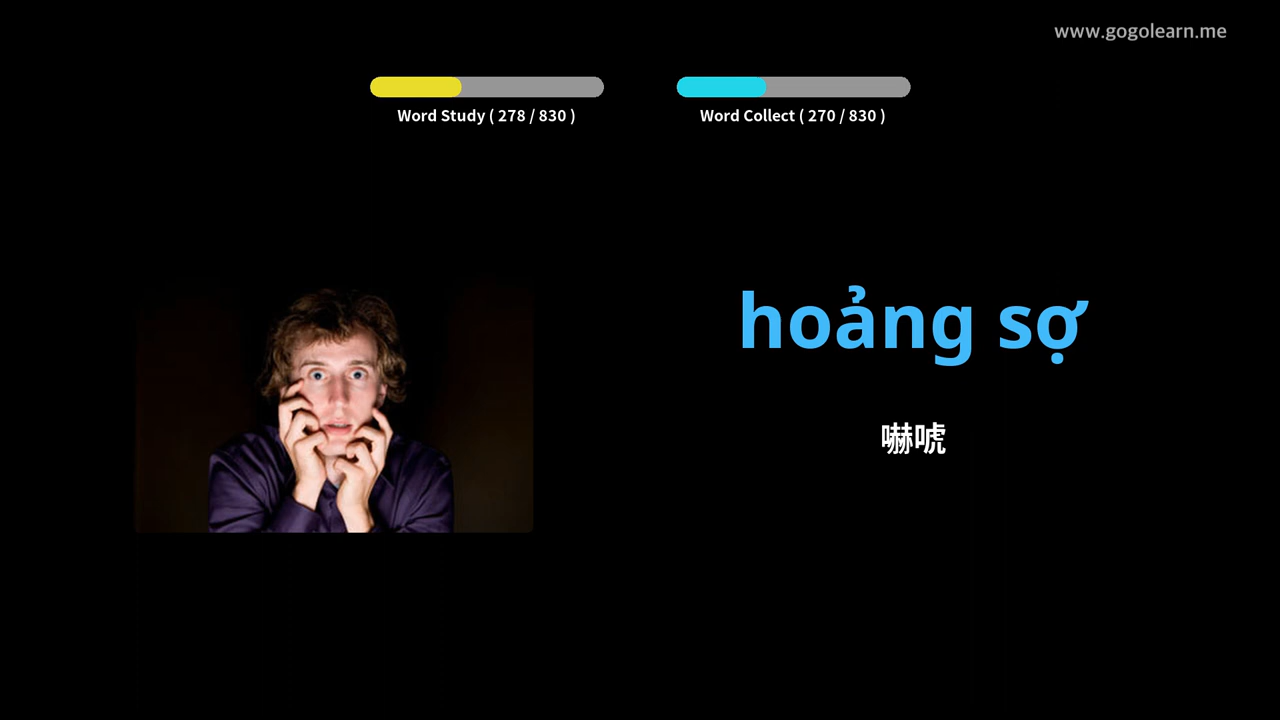 www.gogolearn.me
Word Study ( 278 / 830 )
Word Collect ( 270 / 830 )
hoảng sợ
嚇唬